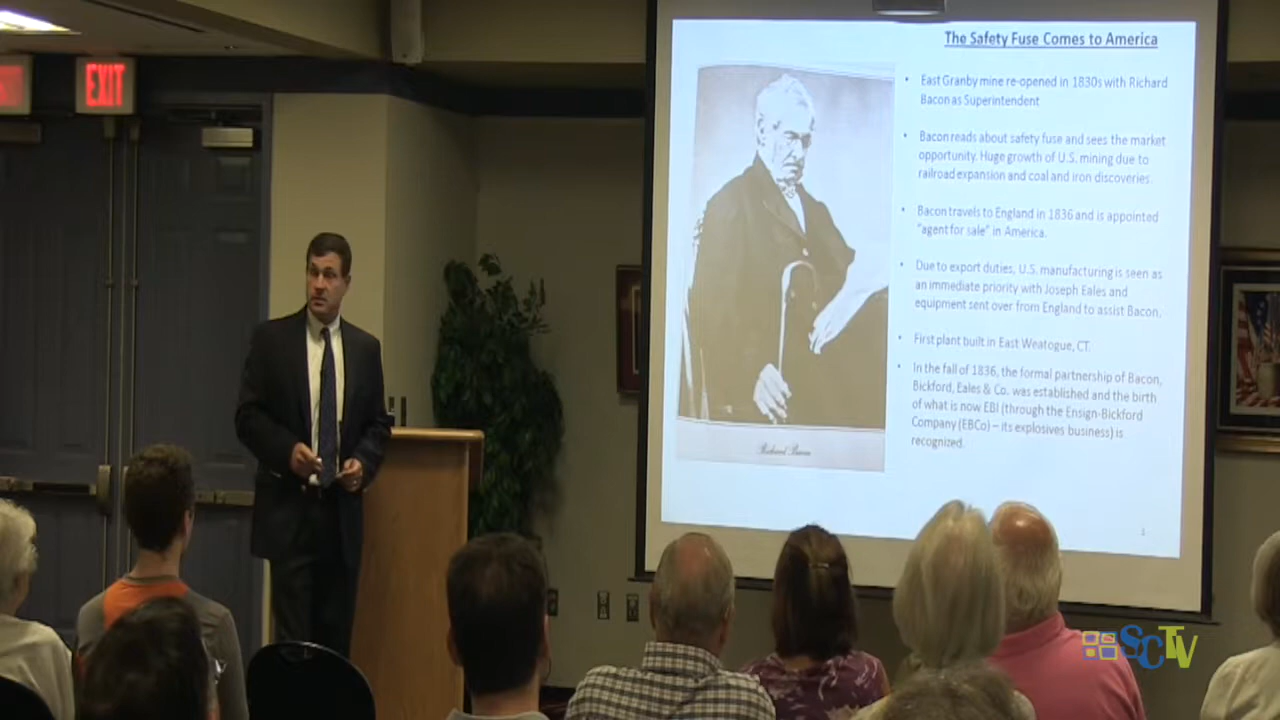 EXIT
The Safety Fuse Comes to America
• East Granby mine re-opened in 1830s with Richard
Bacon as Superintendent
• Bacon reads about safety fuse and sees the market
opportunity. Huge growth of U.S. mining due to
railroad expansion and coal and iron discoveries.
• Bacon travels to England in 1836 and is appointed
"agent for sale" in America.
• Due to export duties, U.S. manufacturing is seen as
an immediate priority with Joseph Eales and
equipment sent over from England to assist Bacon.
• First plant built in East Weatogue, CT.
• In the fall of 1836, the formal partnership of Bacon,
Bickford, Eales & Co. was established and the birth
of what is now EBI (through the Ensign-Bickford
Company (EBCo) – its explosives business) is
recognized.
Richard Bacon
SCTV